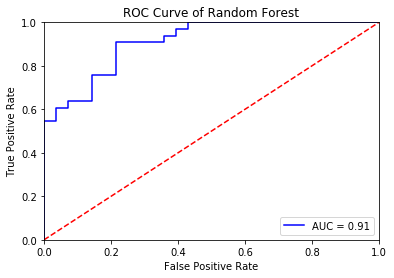 ROC Curve of Random Forest
True Positive Rate
1.0
0.8
0.6
0.4
0.2
0.0
AUC = 0.91
0.0 0.2 0.4 0.6 0.8 1.0
False Positive Rate